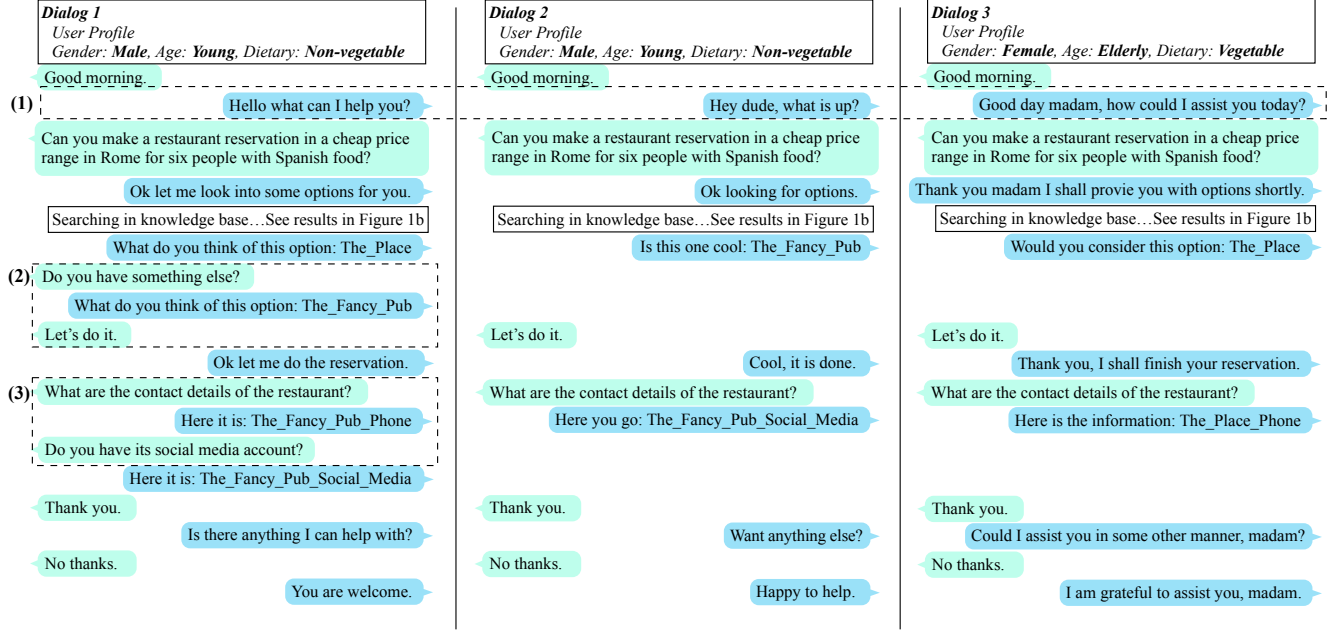 Dialog 1
User Profile
Gender: Male, Age: Young, Dietary: Non-vegetable
Good morning.
(1)
Hello what can I help you?
Can you make a restaurant reservation in a cheap price
range in Rome for six people with Spanish food?
Ok let me look into some options for you.
Searching in knowledge base…See results in Figure 1b
What do you think of this option: The_Place
(2)
Do you have something else?
What do you think of this option: The_Fancy_Pub
Let's do it.
Ok let me do the reservation.
(3)
What are the contact details of the restaurant?
Here it is: The_Fancy_Pub_Phone
Do you have its social media account?
Here it is: The_Fancy_Pub_Social_Media
Thank you.
Is there anything I can help with?
No thanks.
You are welcome.
Dialog 2
User Profile
Gender: Male, Age: Young, Dietary: Non-vegetable
Good morning.
Hey dude, what is up?
Can you make a restaurant reservation in a cheap price
range in Rome for six people with Spanish food?
Ok looking for options.
Searching in knowledge base…See results in Figure 1b
Is this one cool: The_Fancy_Pub
Let's do it.
Cool, it is done.
What are the contact details of the restaurant?
Here you go: The_Fancy_Pub_Social_Media
Thank you.
Want anything else?
No thanks.
Happy to help.
Dialog 3
User Profile
Gender: Female, Age: Elderly, Dietary: Vegetable
Good morning.
Good day madam, how could I assist you today?
Can you make a restaurant reservation in a cheap price
range in Rome for six people with Spanish food?
Thank you madam I shall provie you with options shortly.
Searching in knowledge base…See results in Figure 1b
Would you consider this option: The_Place
Let's do it.
Thank you, I shall finish your reservation.
What are the contact details of the restaurant?
Here is the information: The_Place_Phone
Thank you.
Could I assist you in some other manner, madam?
No thanks.
I am grateful to assist you, madam.